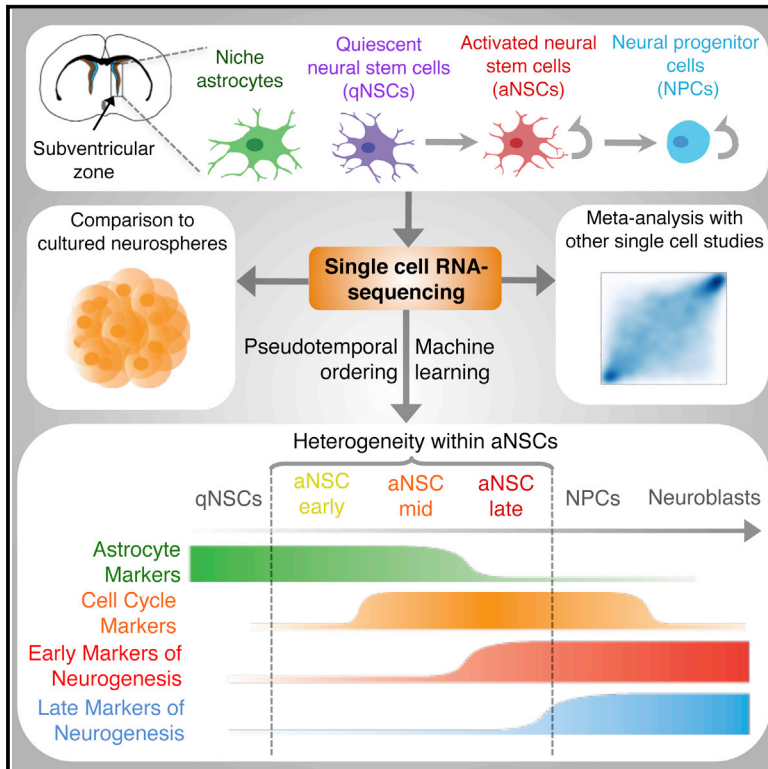 Niche
astrocytes
Quiescent
neural stem cells
(qNSCs)
Activated neural
stem cells
(aNSCs)
Neural progenitor
cells
(NPCs)
Subventricular
zone
Comparison to
cultured neurospheres
Single cell RNA-
sequencing
Meta-analysis with
other single cell studies
Pseudotemporal
ordering
Machine
learning
Heterogeneity within aNSCs
qNSCs
aNSC
early
aNSC
mid
aNSC
late
NPCs
Neuroblasts
Astrocyte
Markers
Cell Cycle
Markers
Early Markers of
Neurogenesis
Late Markers of
Neurogenesis